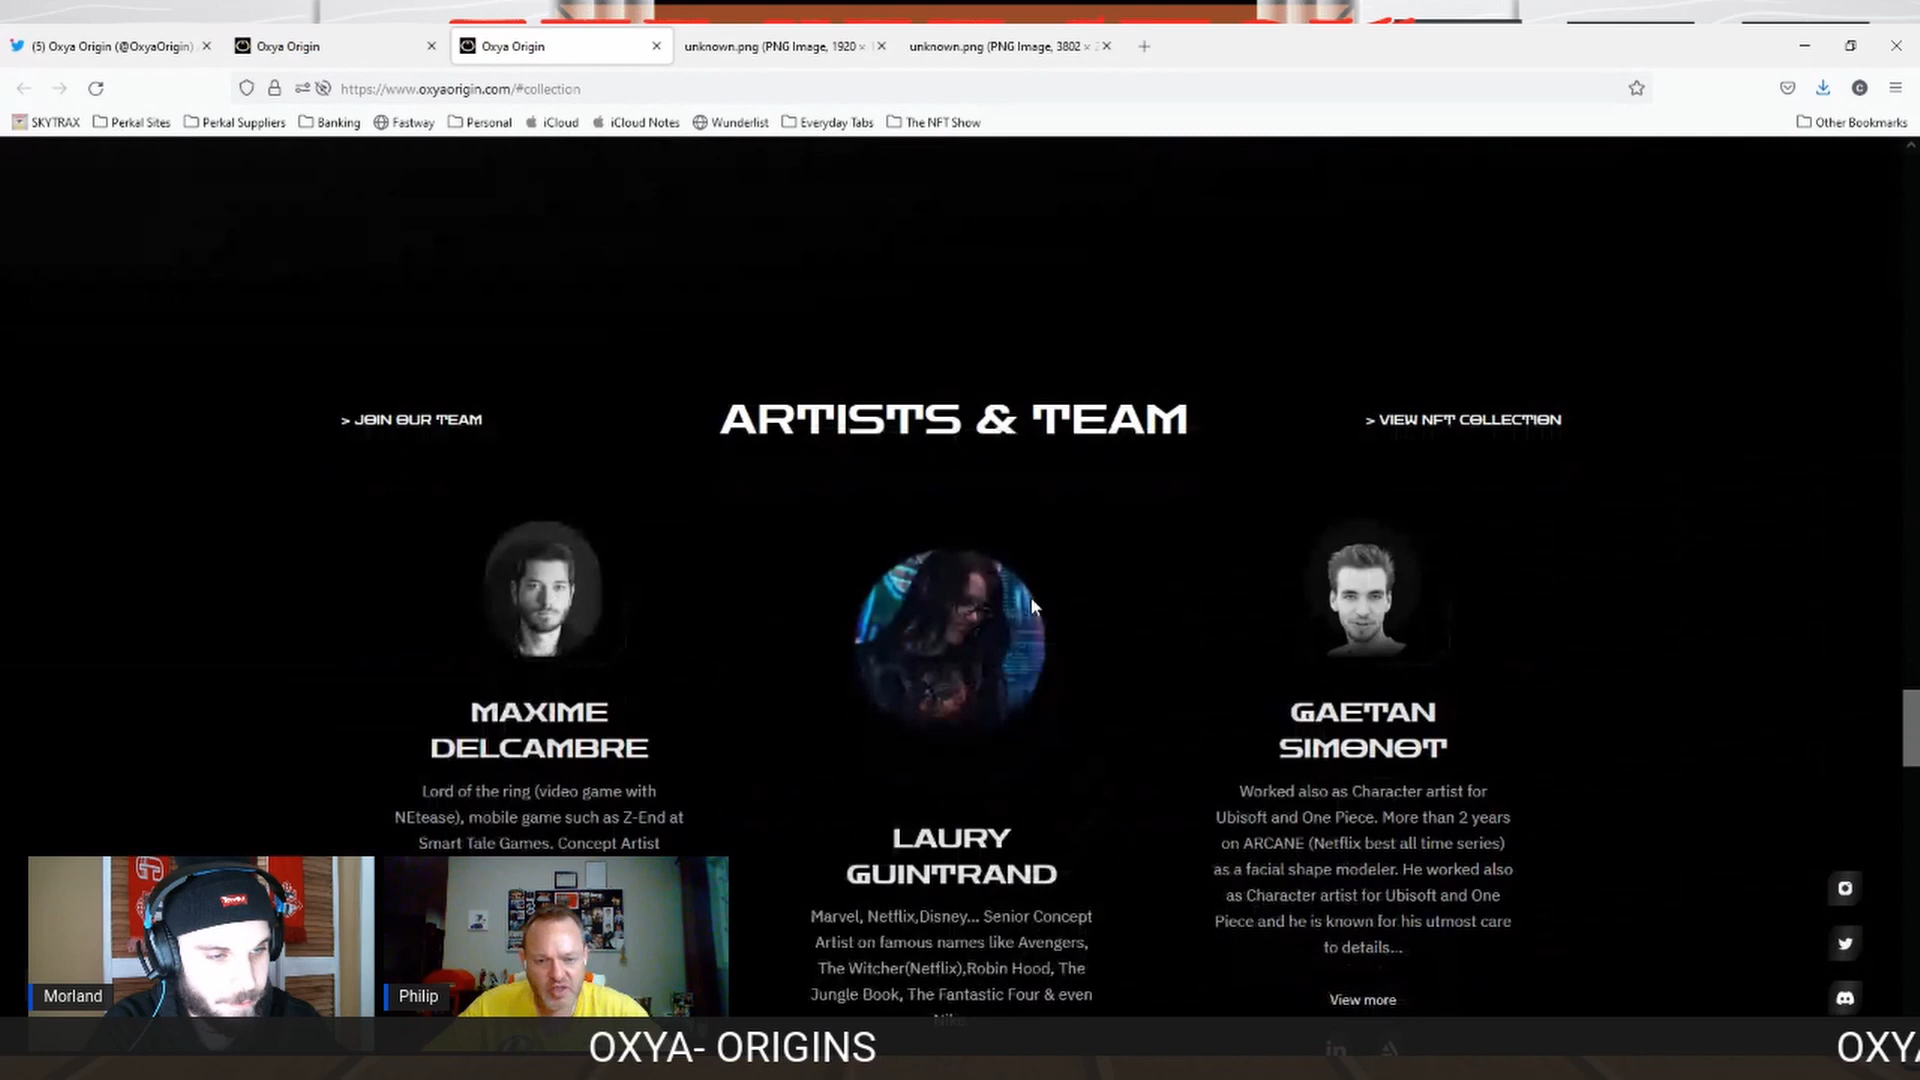 (5) Oxya Origin (@OxyaOrigin)
Oxya Origin
Oxya Origin
unknown.png (PNG Image, 1920 ×
unknown.png (PNG Image, 3802 ×
https://www.oxyaorigin.com/#collection
SKYTRAX
Perkal Sites
Perkal Suppliers
Banking
Fastway
Personal
iCloud
iCloud Notes
Wunderlist
Everyday Tabs
The NFT Show
Other Bookmarks
> JOIN OUR TEAM
ARTISTS & TEAM
> VIEW NFT COLLECTION
MAXIME
DELCAMBRE
Lord of the ring (video game with
NEtease), mobile game such as Z-End at
Smart Tale Games. Concept Artist
LAURY
GUINTRAND
Marvel, Netflix,Disney... Senior Concept
Artist on famous names like Avengers,
The Witcher(Netflix),Robin Hood, The
Jungle Book, The Fantastic Four & even
Nike
GAETAN
SIMONOT
Worked also as Character artist for
Ubisoft and One Piece. More than 2 years
on ARCANE (Netflix best all time series)
as a facial shape modeler. He worked also
as Character artist for Ubisoft and One
Piece and he is known for his utmost care
to details...
View more
Morland
Philip
OXYA- ORIGINS
OXYA